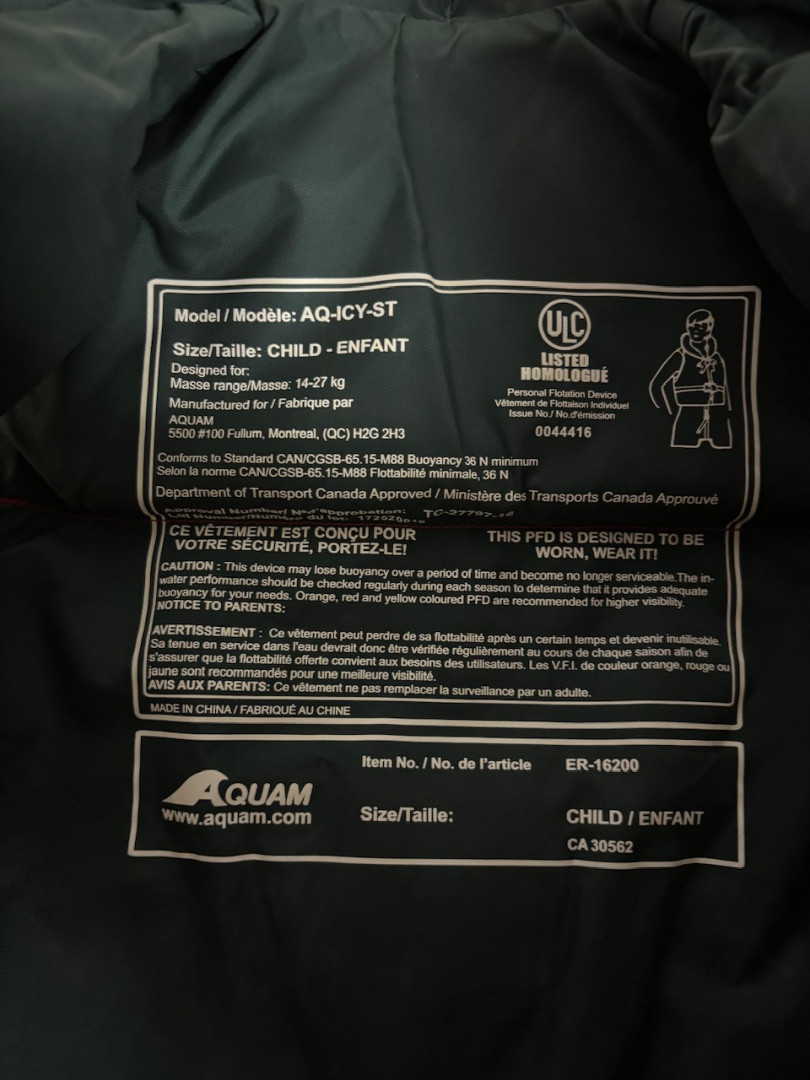 Model / Modèle: AQ-ICY-ST
Size/Taille: CHILD - ENFANT
Designed for:
Masse range/Masse: 14-27 kg
Manufactured for / Fabrique par
AQUAM
5500 #100 Fullum, Montreal, (QC) H2G 2H3
ULC
LISTED
HOMOLOGUÉ
Personal Flotation Device
Vêtement de Flottaison Individuel
Issue No./ No.d'émission
0044416
Conforms to Standard CAN/CGSB-65.15-M88 Buoyancy 36 N minimum
Selon la norme CAN/CGSB-65.15-M88 Flottabilité minimale, 36 N
Department of Transport Canada Approved / Ministère des Transports Canada Approuvé
Approval Number/ No.d'approbation:
Lot Number/Numéro du lot:
CE VÊTEMENT EST CONÇU POUR
VOTRE SÉCURITÉ, PORTEZ-LE!
THIS PFD IS DESIGNED TO BE
WORN, WEAR IT!
CAUTION : This device may lose buoyancy over a period of time and become no longer serviceable.The in-
water performance should be checked regularly during each season to determine that it provides adequate
buoyancy for your needs. Orange, red and yellow coloured PFD are recommended for higher visibility.
NOTICE TO PARENTS:
AVERTISSEMENT : Ce vêtement peut perdre de sa flottabilité après un certain temps et devenir inutilisable.
Sa tenue en service dans l'eau devrait donc être vérifiée régulièrement au cours de chaque saison afin de
s'assurer que la flottabilité offerte convient aux besoins des utilisateurs. Les V.F.I. de couleur orange, rouge ou
jaune sont recommandés pour une meilleure visibilité.
AVIS AUX PARENTS: Ce vêtement ne pas remplacer la surveillance par un adulte.
MADE IN CHINA / FABRIQUÉ AU CHINE
AQUAM
www.aquam.com
Item No. / No. de l'article ER-16200
Size/Taille: CHILD / ENFANT
CA 30562